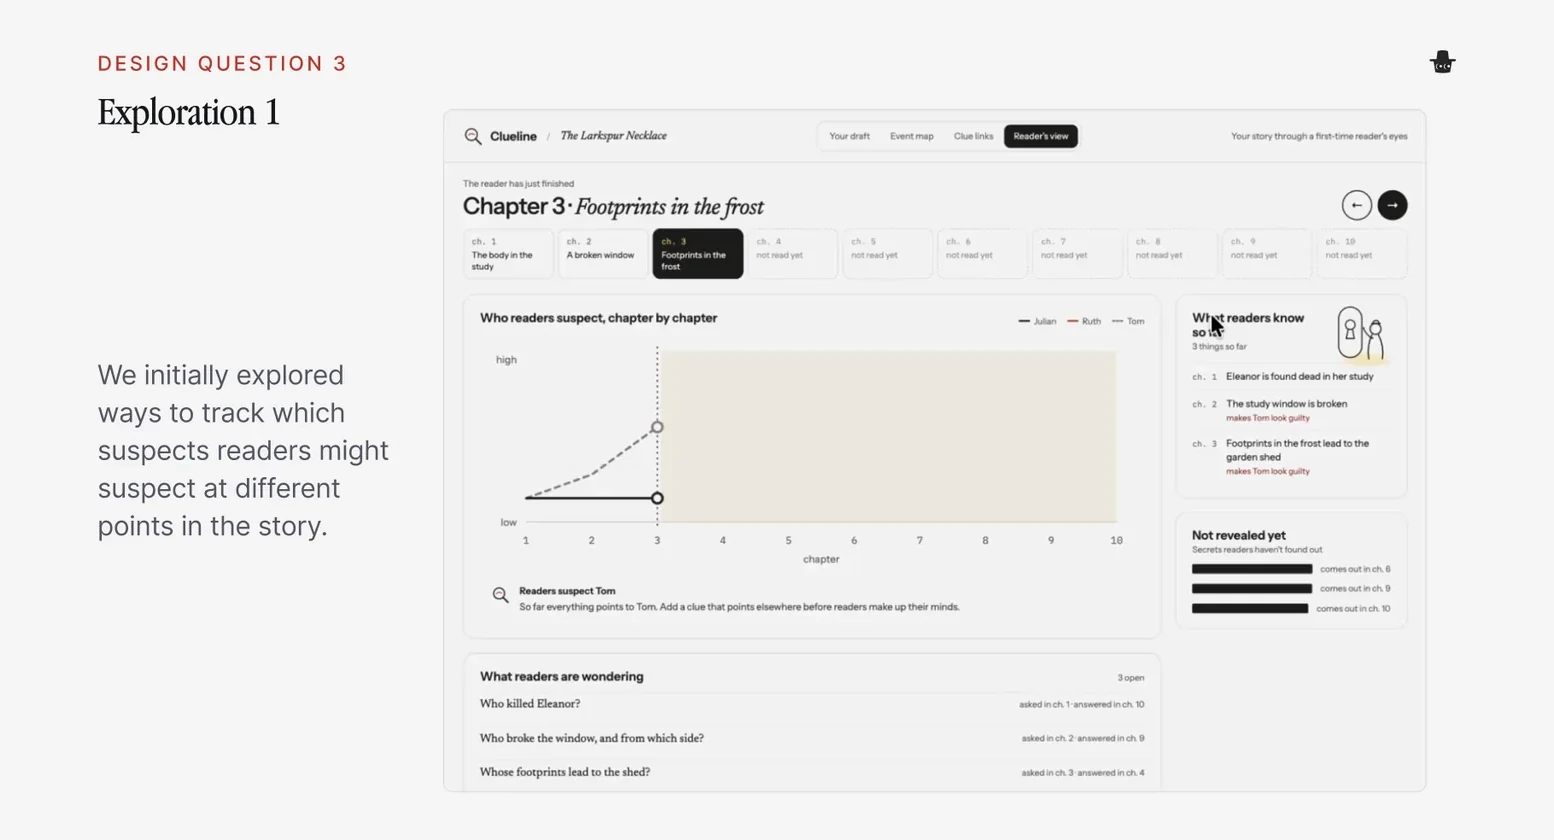 DESIGN QUESTION 3
Exploration 1
We initially explored
ways to track which
suspects readers might
suspect at different
points in the story.
Clueline / The Larkspur Necklace
Your draft Event map Clue links Reader's view
Your story through a first-time reader's eyes
The reader has just finished
Chapter 3 · Footprints in the frost
← →
ch. 1
The body in the
study
ch. 2
A broken window
ch. 3
Footprints in the
frost
ch. 4
not read yet
ch. 5
not read yet
ch. 6
not read yet
ch. 7
not read yet
ch. 8
not read yet
ch. 9
not read yet
ch. 10
not read yet
Who readers suspect, chapter by chapter
Julian Ruth Tom
high
low
1 2 3 4 5 6 7 8 9 10
chapter
Readers suspect Tom
So far everything points to Tom. Add a clue that points elsewhere before readers make up their minds.
What readers are wondering
3 open
Who killed Eleanor?
asked in ch. 1 · answered in ch. 10
Who broke the window, and from which side?
asked in ch. 2 · answered in ch. 9
Whose footprints lead to the shed?
asked in ch. 3 · answered in ch. 4
What readers know
so
3 things so far
ch. 1 Eleanor is found dead in her study
ch. 2 The study window is broken
makes Tom look guilty
ch. 3 Footprints in the frost lead to the
garden shed
makes Tom look guilty
Not revealed yet
Secrets readers haven't found out
comes out in ch. 6
comes out in ch. 9
comes out in ch. 10